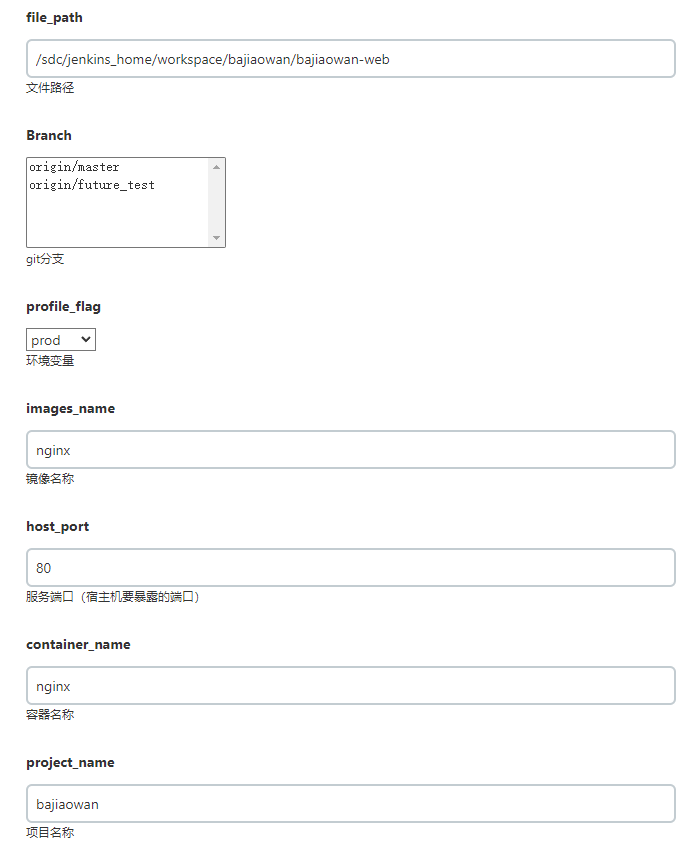 file_path
/sdc/jenkins_home/workspace/bajiaowan/bajiaowan-web
文件路径
Branch
origin/master
origin/future_test
git分支
profile_flag
prod
环境变量
images_name
nginx
镜像名称
host_port
80
服务端口（宿主机要暴露的端口）
container_name
nginx
容器名称
project_name
bajiaowan
项目名称